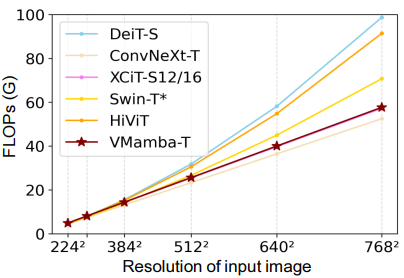 FLOPs (G)
100
80
60
40
20
0
DeiT-S
ConvNeXt-T
XCiT-S12/16
Swin-T*
HiViT
VMamba-T
224² 384² 512² 640² 768²
Resolution of input image